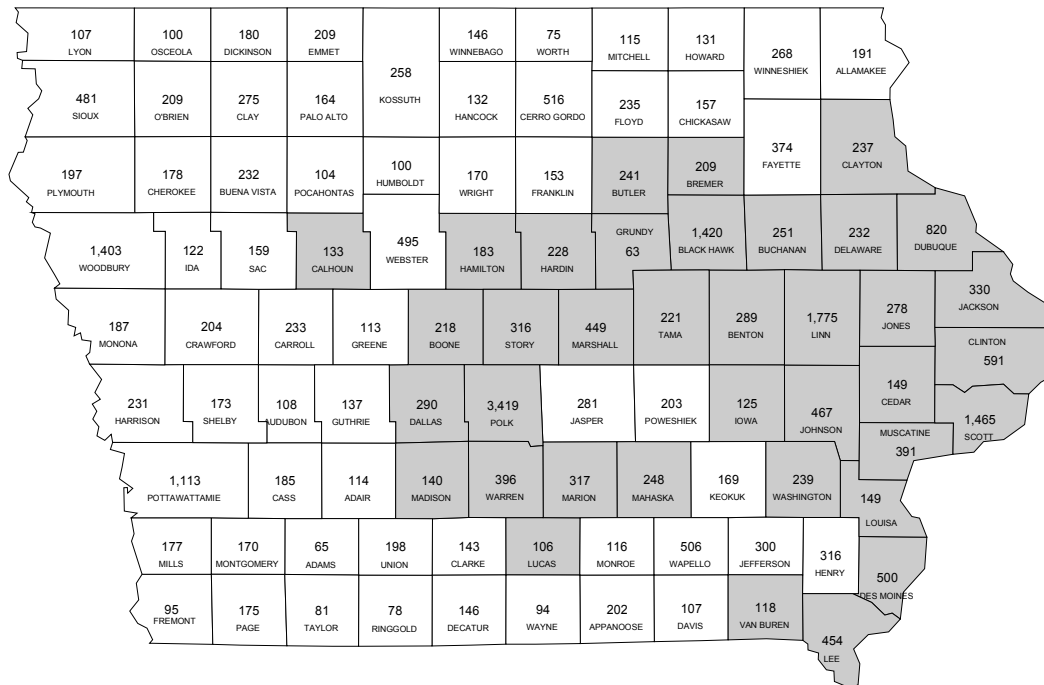 107
LYON
100
OSCEOLA
180
DICKINSON
209
EMMET
258
KOSSUTH
146
WINNEBAGO
75
WORTH
115
MITCHELL
131
HOWARD
268
WINNESHIEK
191
ALLAMAKEE
481
SIOUX
209
O'BRIEN
275
CLAY
164
PALO ALTO
132
HANCOCK
516
CERRO GORDO
235
FLOYD
157
CHICKASAW
374
FAYETTE
237
CLAYTON
197
PLYMOUTH
178
CHEROKEE
232
BUENA VISTA
104
POCAHONTAS
100
HUMBOLDT
170
WRIGHT
153
FRANKLIN
241
BUTLER
209
BREMER
1,403
WOODBURY
122
IDA
159
SAC
133
CALHOUN
495
WEBSTER
183
HAMILTON
228
HARDIN
GRUNDY
63
1,420
BLACK HAWK
251
BUCHANAN
232
DELAWARE
820
DUBUQUE
187
MONONA
204
CRAWFORD
233
CARROLL
113
GREENE
218
BOONE
316
STORY
449
MARSHALL
221
TAMA
289
BENTON
1,775
LINN
278
JONES
330
JACKSON
CLINTON
591
231
HARRISON
173
SHELBY
108
AUDUBON
137
GUTHRIE
290
DALLAS
3,419
POLK
281
JASPER
203
POWESHIEK
125
IOWA
467
JOHNSON
149
CEDAR
1,465
SCOTT
MUSCATINE
391
1,113
POTTAWATTAMIE
185
CASS
114
ADAIR
140
MADISON
396
WARREN
317
MARION
248
MAHASKA
169
KEOKUK
239
WASHINGTON
149
LOUISA
177
MILLS
170
MONTGOMERY
65
ADAMS
198
UNION
143
CLARKE
106
LUCAS
116
MONROE
506
WAPELLO
300
JEFFERSON
316
HENRY
500
DES MOINES
95
FREMONT
175
PAGE
81
TAYLOR
78
RINGGOLD
146
DECATUR
94
WAYNE
202
APPANOOSE
107
DAVIS
118
VAN BUREN
454
LEE